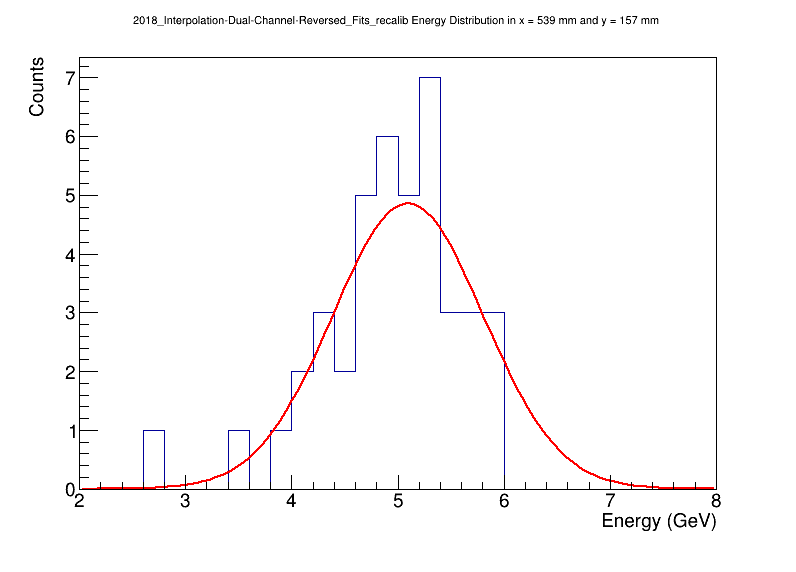 2018_Interpolation-Dual-Channel-Reversed_Fits_recalib Energy Distribution in x = 539 mm and y = 157 mm
Counts
7
6
5
4
3
2
1
0
2 3 4 5 6 7 8
Energy (GeV)